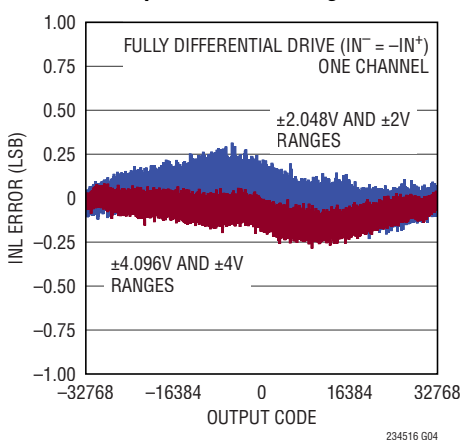 1.00
FULLY DIFFERENTIAL DRIVE (IN– = –IN+)
0.75
ONE CHANNEL
0.50
±2.048V AND ±2V
RANGES
0.25
INL ERROR (LSB)
0
–0.25
±4.096V AND ±4V
–0.50
RANGES
–0.75
–1.00
–32768
–16384
0
16384
32768
OUTPUT CODE
234516 G04